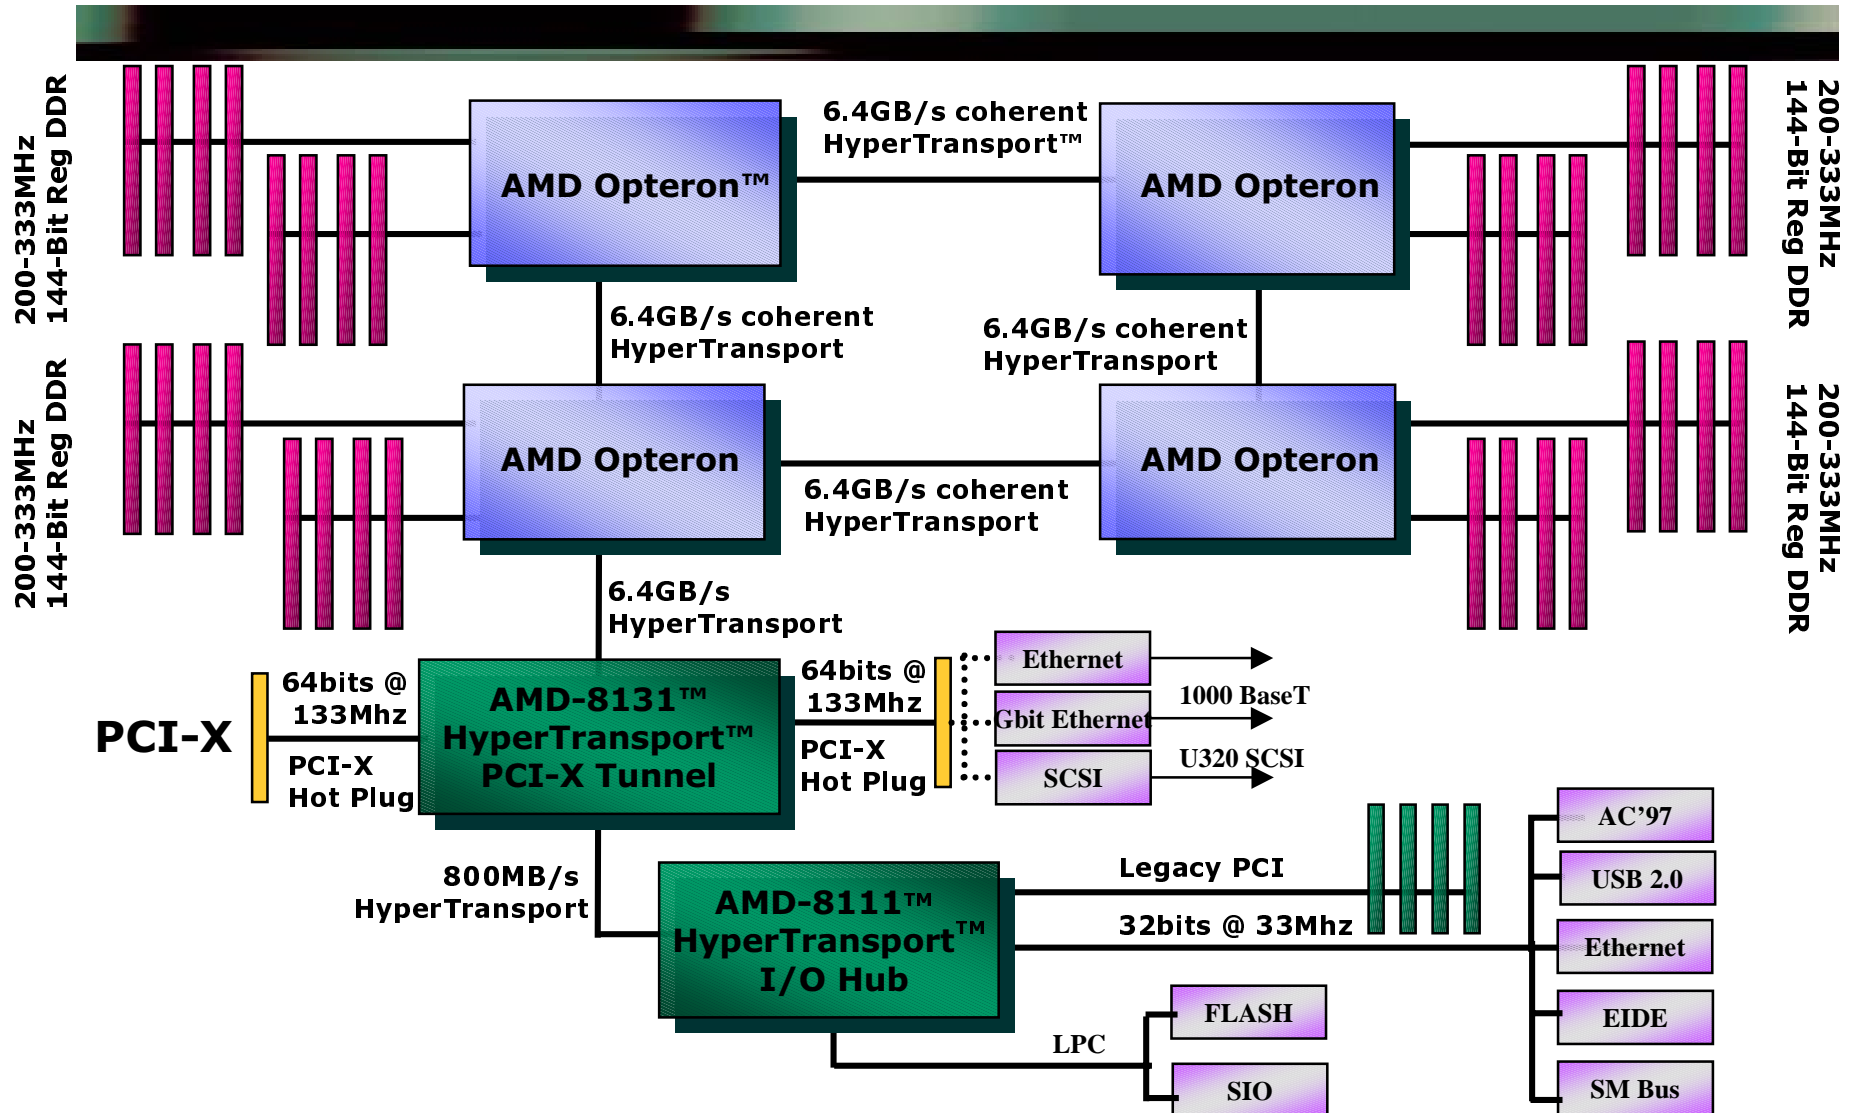 200-333MHz
144-Bit Reg DDR
AMD Opteron™
6.4GB/s coherent
HyperTransport™
AMD Opteron
200-333MHz
144-Bit Reg DDR
6.4GB/s coherent
HyperTransport
6.4GB/s coherent
HyperTransport
200-333MHz
144-Bit Reg DDR
AMD Opteron
6.4GB/s coherent
HyperTransport
AMD Opteron
200-333MHz
144-Bit Reg DDR
6.4GB/s
HyperTransport
PCI-X
64bits @
133Mhz
PCI-X
Hot Plug
AMD-8131™
HyperTransport™
PCI-X Tunnel
64bits @
133Mhz
PCI-X
Hot Plug
Ethernet
Gbit Ethernet
SCSI
1000 BaseT
U320 SCSI
800MB/s
HyperTransport
AMD-8111™
HyperTransport™
I/O Hub
Legacy PCI
32bits @ 33Mhz
AC’97
USB 2.0
Ethernet
EIDE
SM Bus
LPC
FLASH
SIO